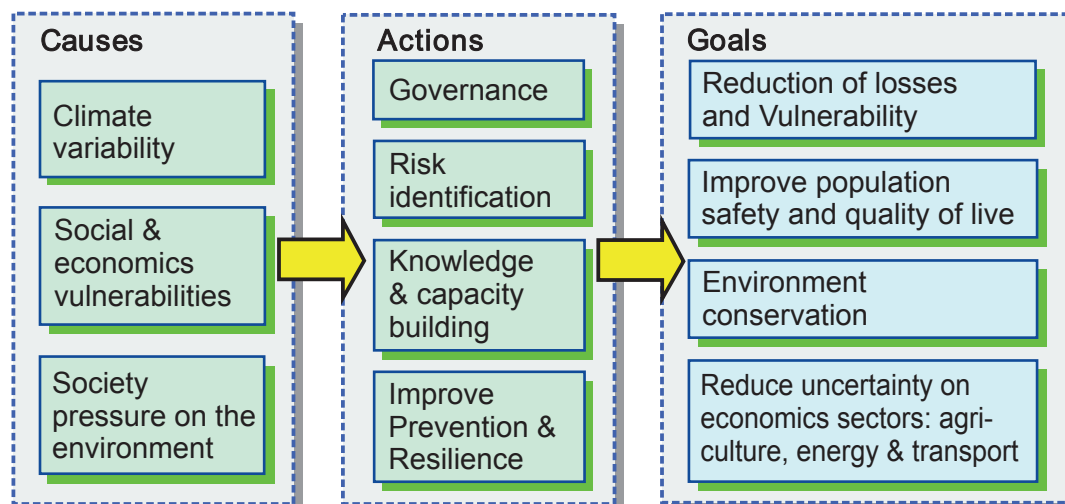 Causes
Climate
variability
Social &
economics
vulnerabilities
Society
pressure on the
environment
Actions
Governance
Risk
identification
Knowledge
& capacity
building
Improve
Prevention &
Resilience
Goals
Reduction of losses
and Vulnerability
Improve population
safety and quality of live
Environment
conservation
Reduce uncertainty on
economics sectors: agri-
culture, energy & transport